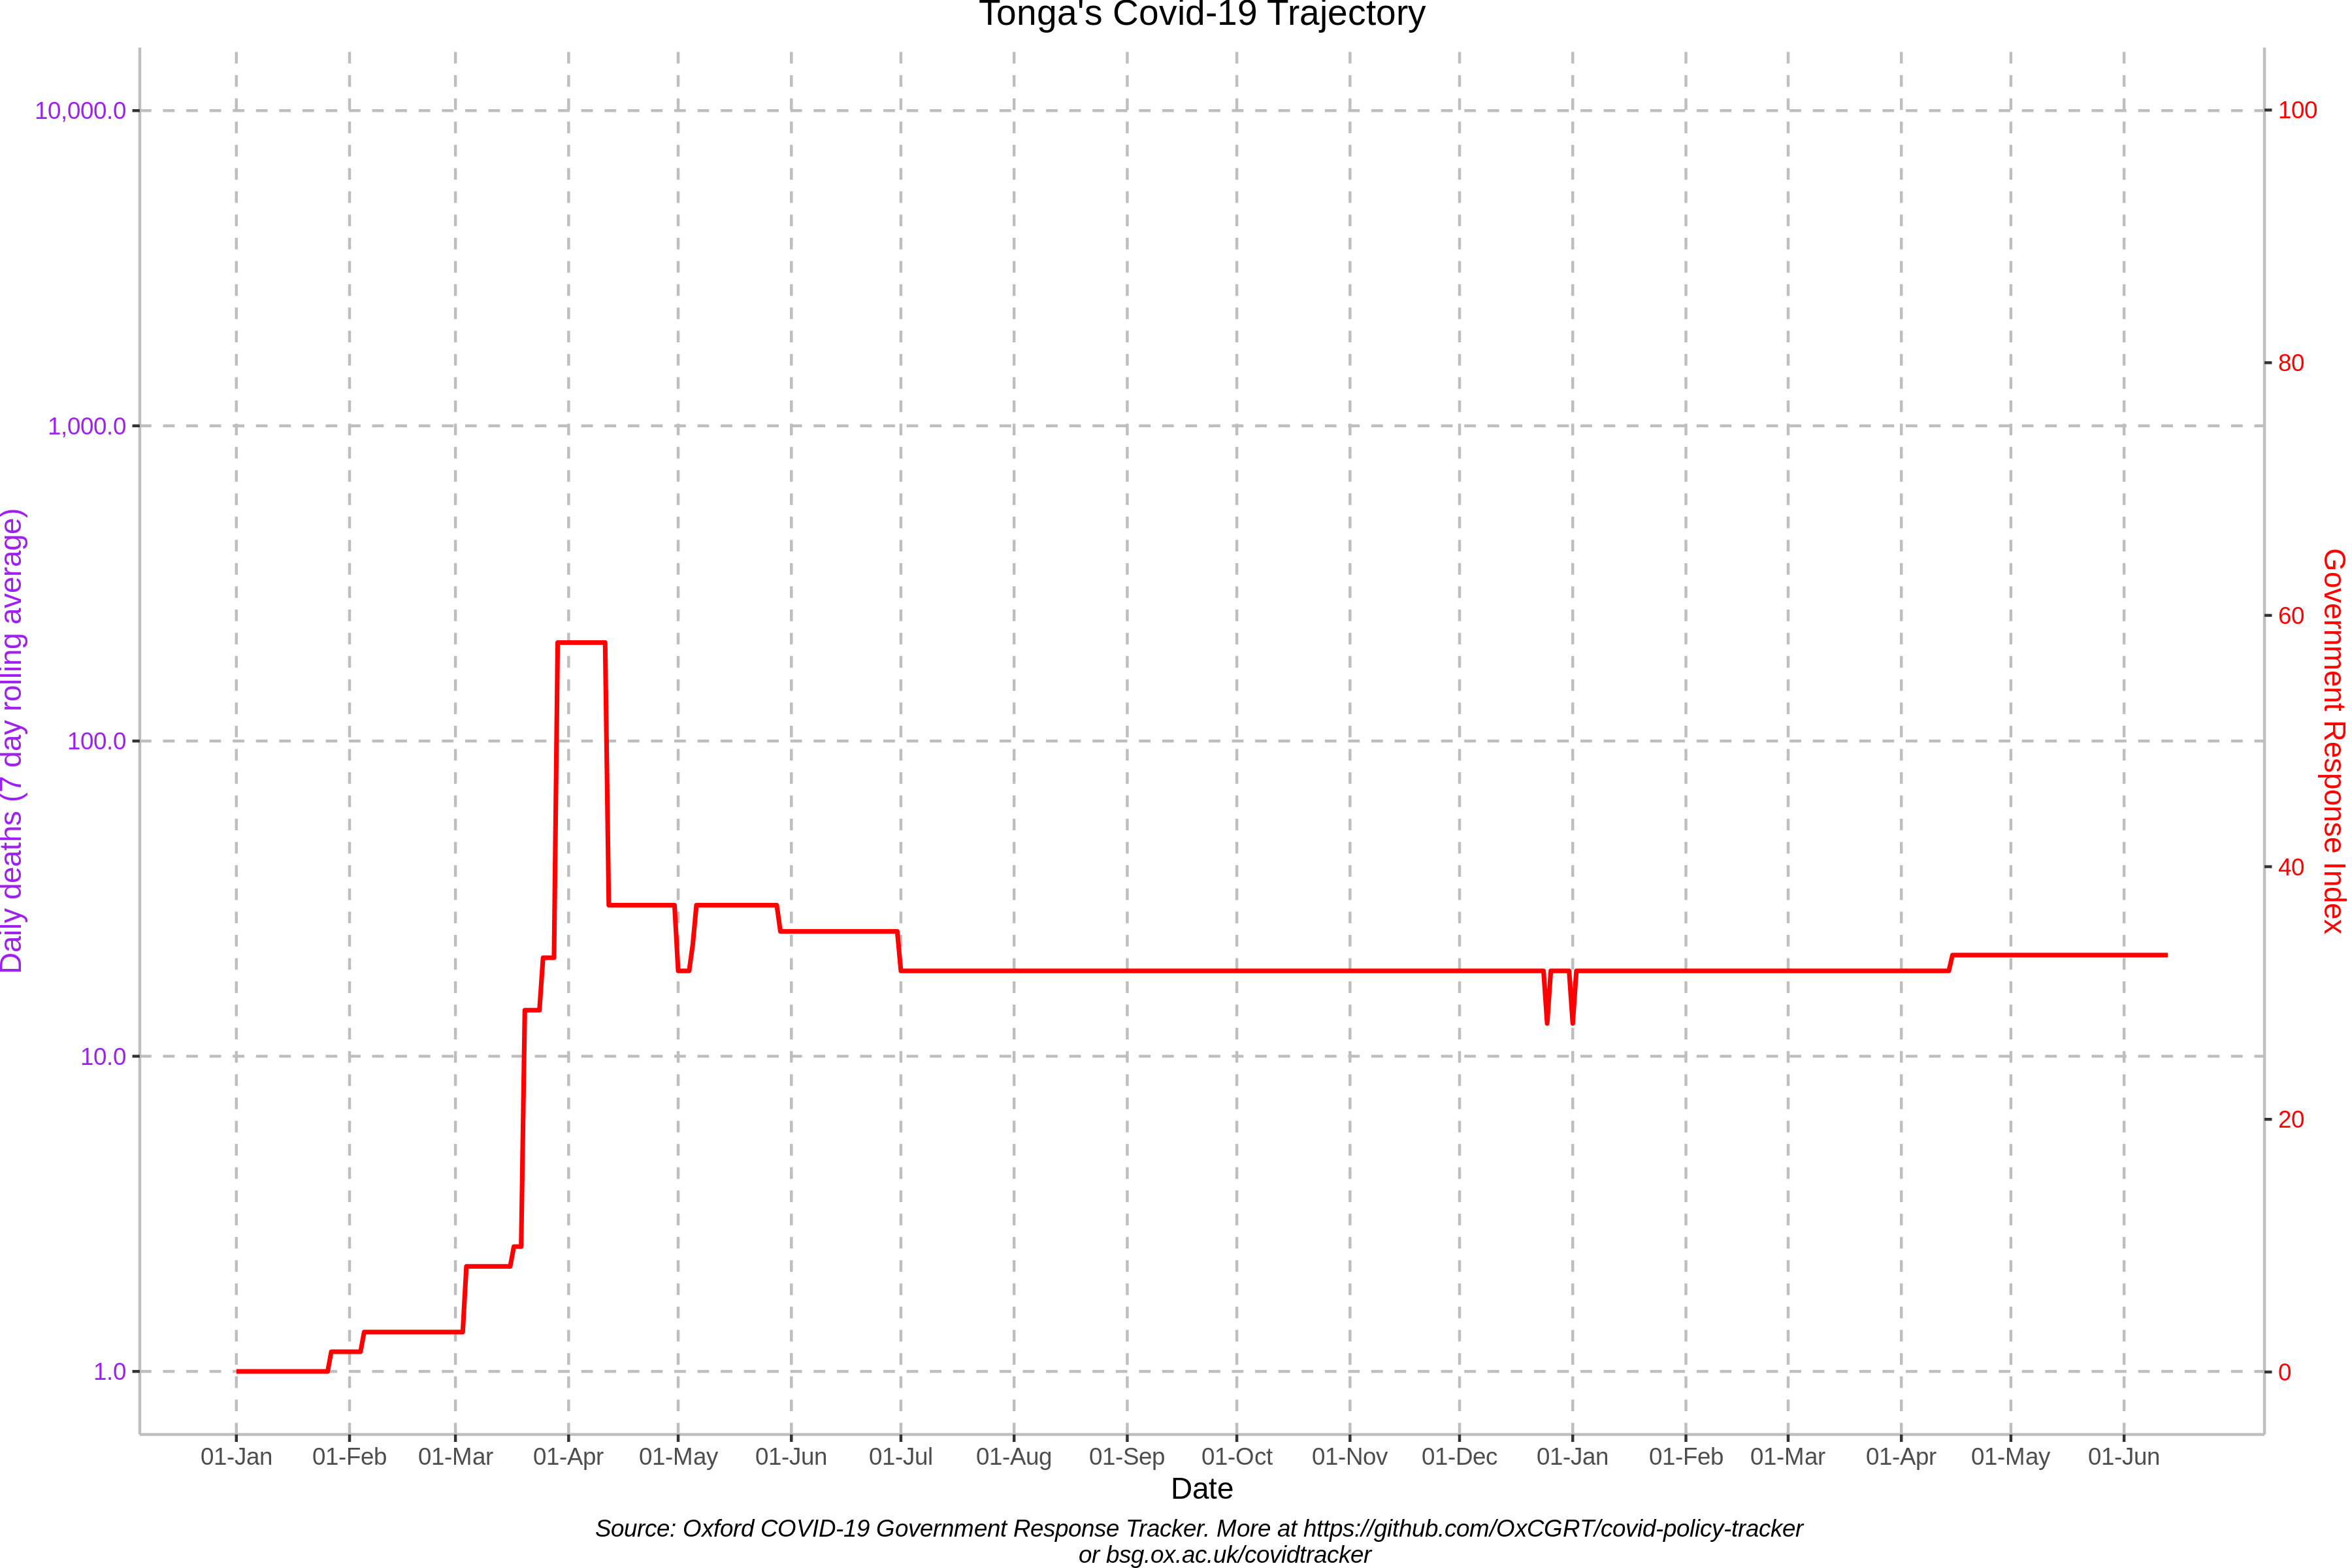 Tonga's Covid-19 Trajectory
10,000.0
1,000.0
100.0
10.0
1.0
Daily deaths (7 day rolling average)
100
80
60
40
20
0
Government Response Index
01-Jan 01-Feb 01-Mar 01-Apr 01-May 01-Jun 01-Jul 01-Aug 01-Sep 01-Oct 01-Nov 01-Dec 01-Jan 01-Feb 01-Mar 01-Apr 01-May 01-Jun
Date
Source: Oxford COVID-19 Government Response Tracker. More at https://github.com/OxCGRT/covid-policy-tracker
or bsg.ox.ac.uk/covidtracker